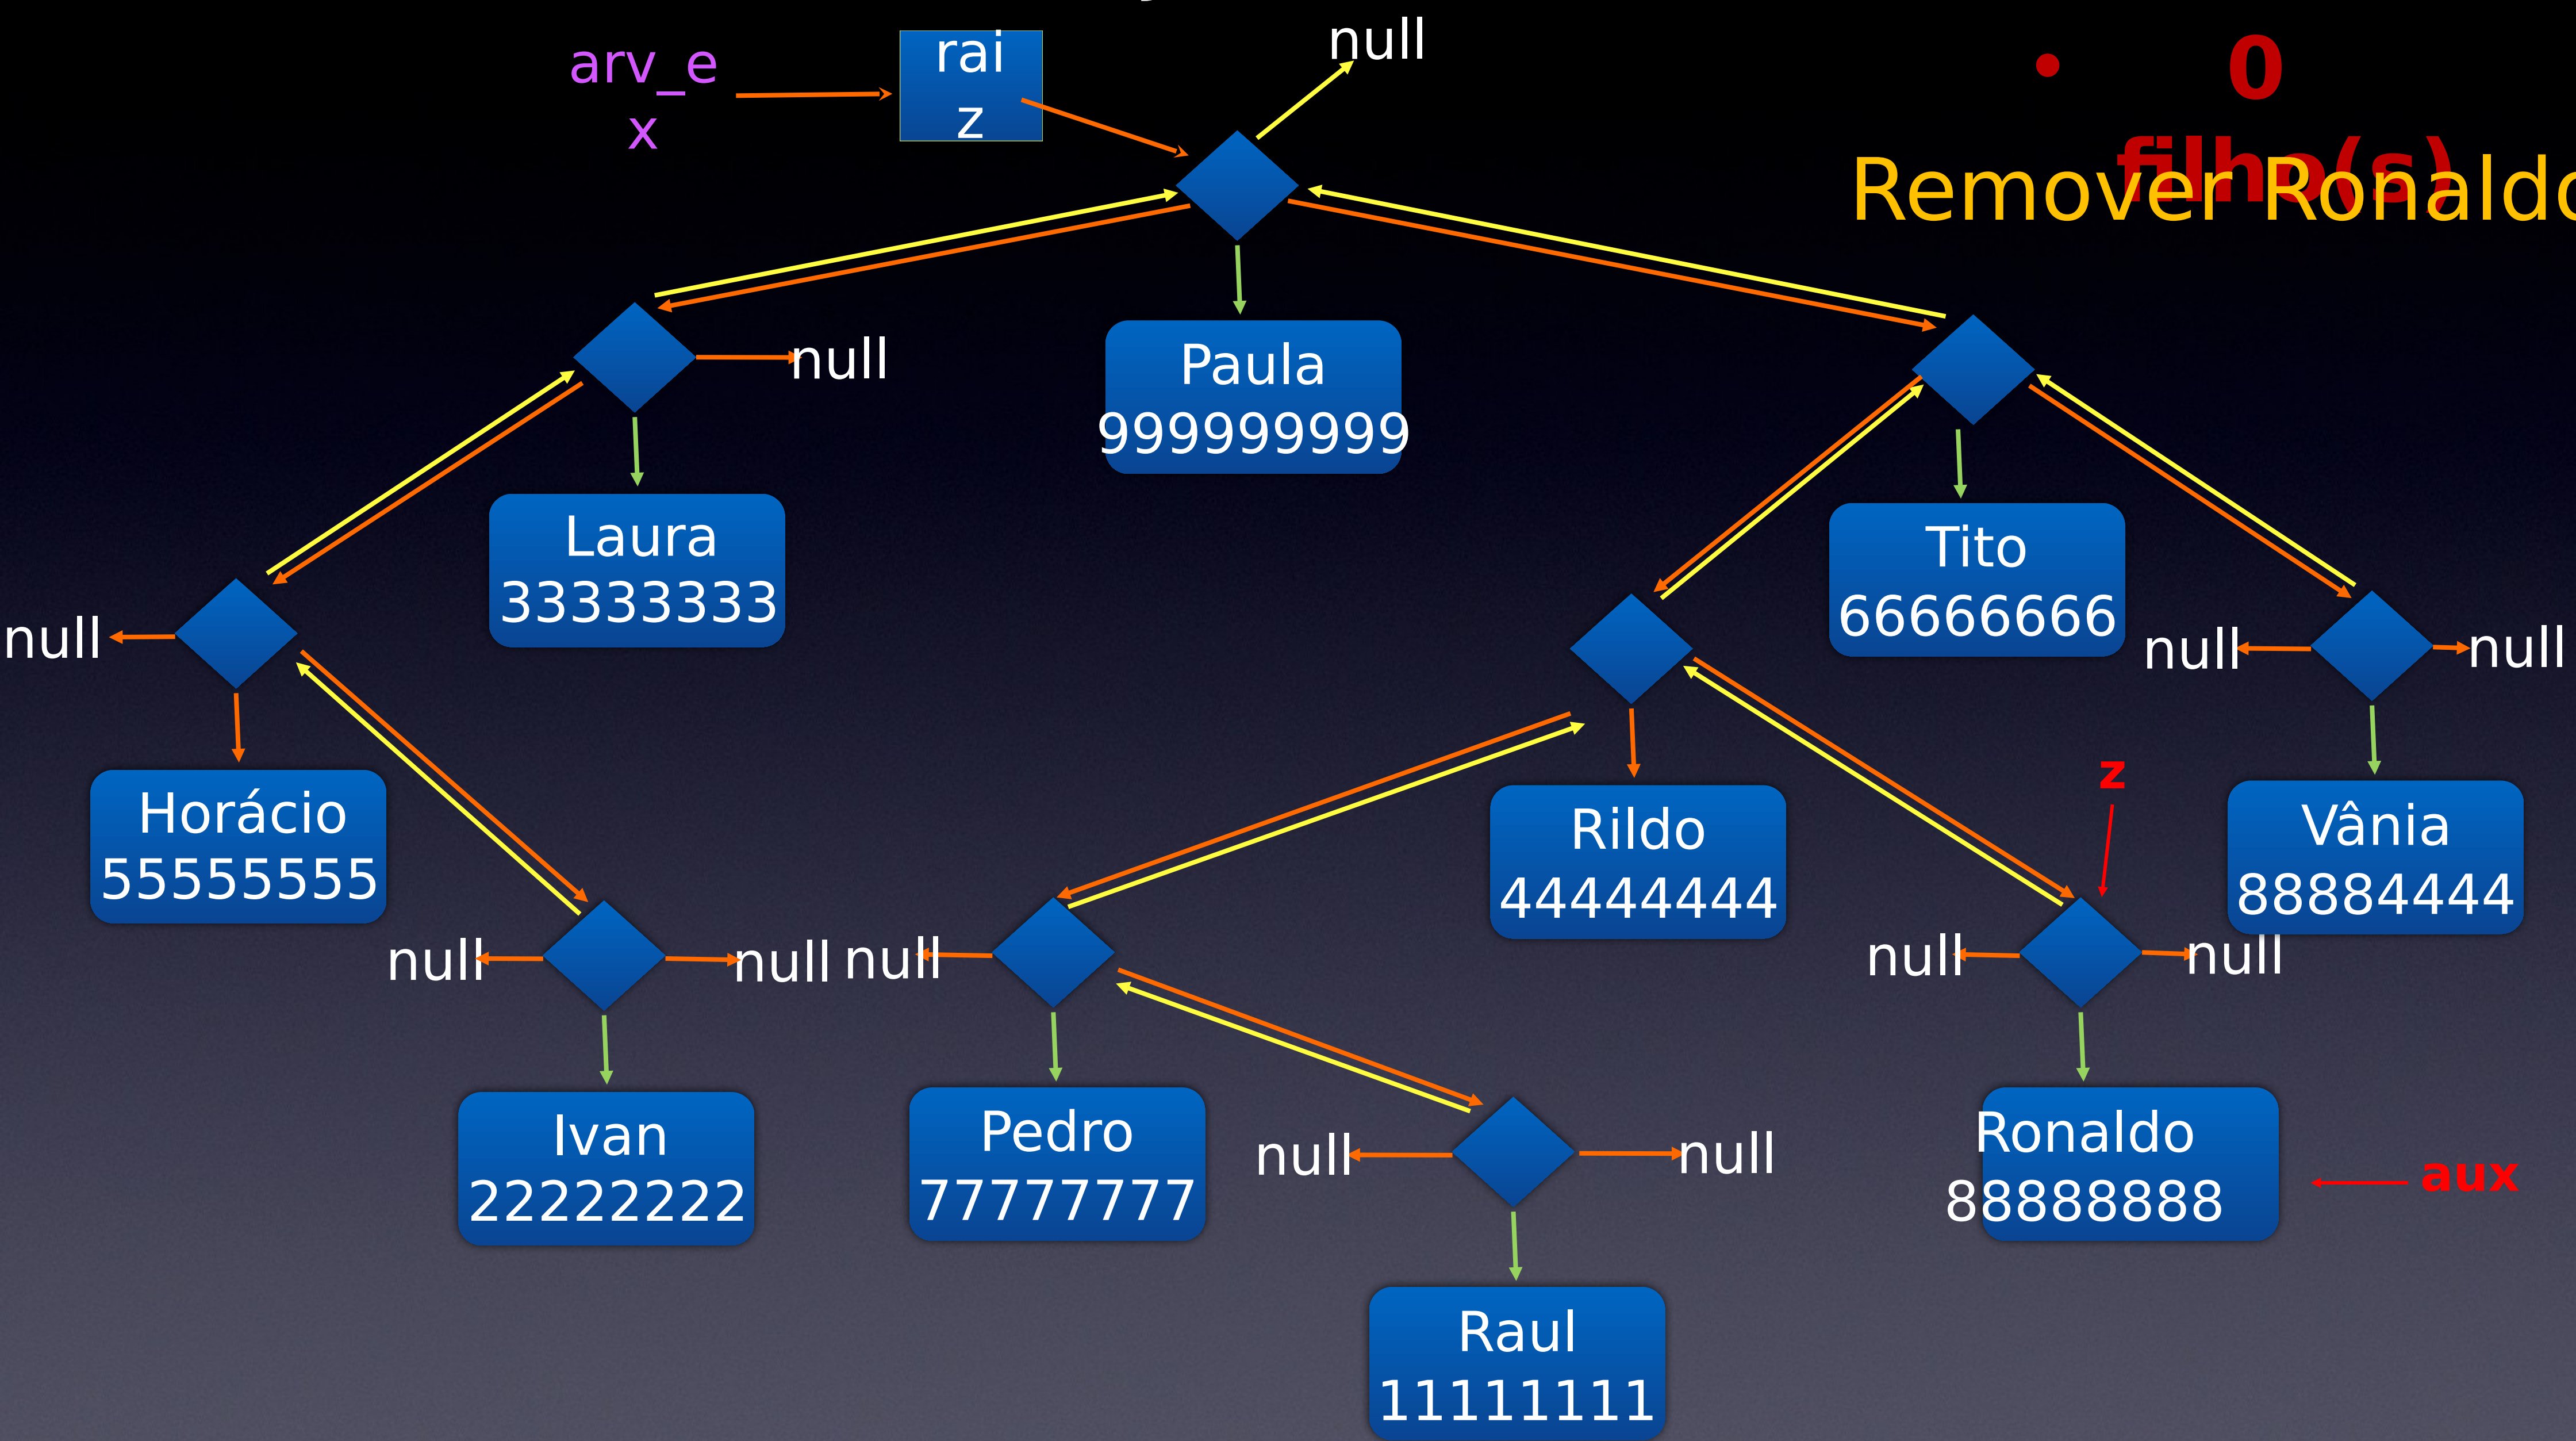 null
arv_e
x
rai
z
• 0
filho(s)
Remover Ronaldo
null
Paula
999999999
Laura
33333333
Tito
66666666
null
null
null
Horácio
55555555
Rildo
44444444
z
Vânia
88884444
null
null
null
null
null
Ivan
22222222
Pedro
77777777
null
null
Ronaldo
88888888
aux
Raul
11111111